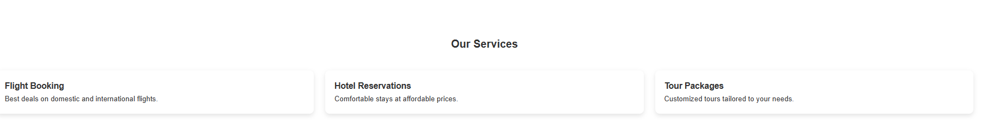 Our Services
Flight Booking
Best deals on domestic and international flights.
Hotel Reservations
Comfortable stays at affordable prices.
Tour Packages
Customized tours tailored to your needs.